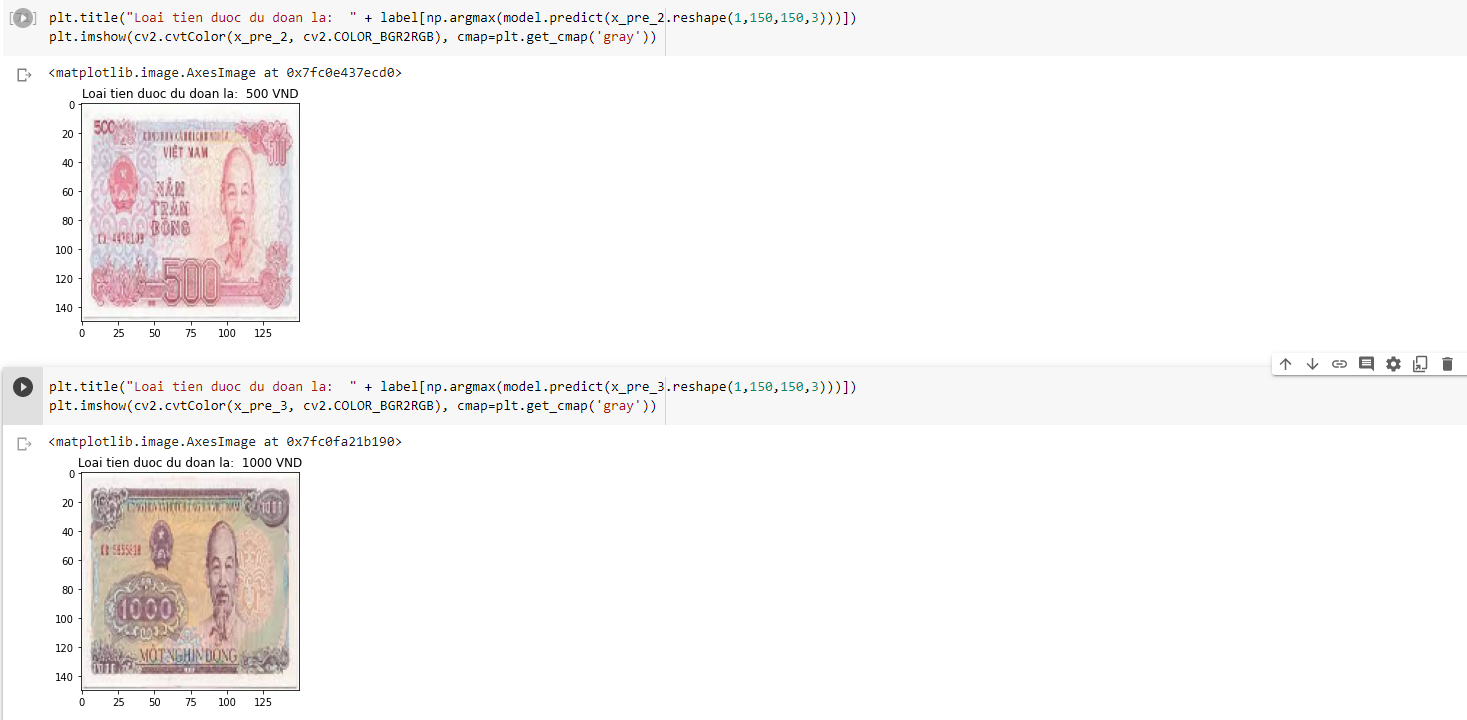 plt.title("Loai tien duoc du doan la:  " + label[np.argmax(model.predict(x_pre_2.reshape(1,150,150,3)))])
plt.imshow(cv2.cvtColor(x_pre_2, cv2.COLOR_BGR2RGB), cmap=plt.get_cmap('gray'))
<matplotlib.image.AxesImage at 0x7fc0e437ecd0>
Loai tien duoc du doan la:  500 VND
0
20
40
60
80
100
120
140
500
VIỆT NAM
500
NĂM
TRĂM
ĐỒNG
500
0 25 50 75 100 125
plt.title("Loai tien duoc du doan la:  " + label[np.argmax(model.predict(x_pre_3.reshape(1,150,150,3)))])
plt.imshow(cv2.cvtColor(x_pre_3, cv2.COLOR_BGR2RGB), cmap=plt.get_cmap('gray'))
<matplotlib.image.AxesImage at 0x7fc0fa21b190>
Loai tien duoc du doan la:  1000 VND
0
20
40
60
80
100
120
140
1000
1000
MỘT NGHÌN ĐỒNG
0 25 50 75 100 125